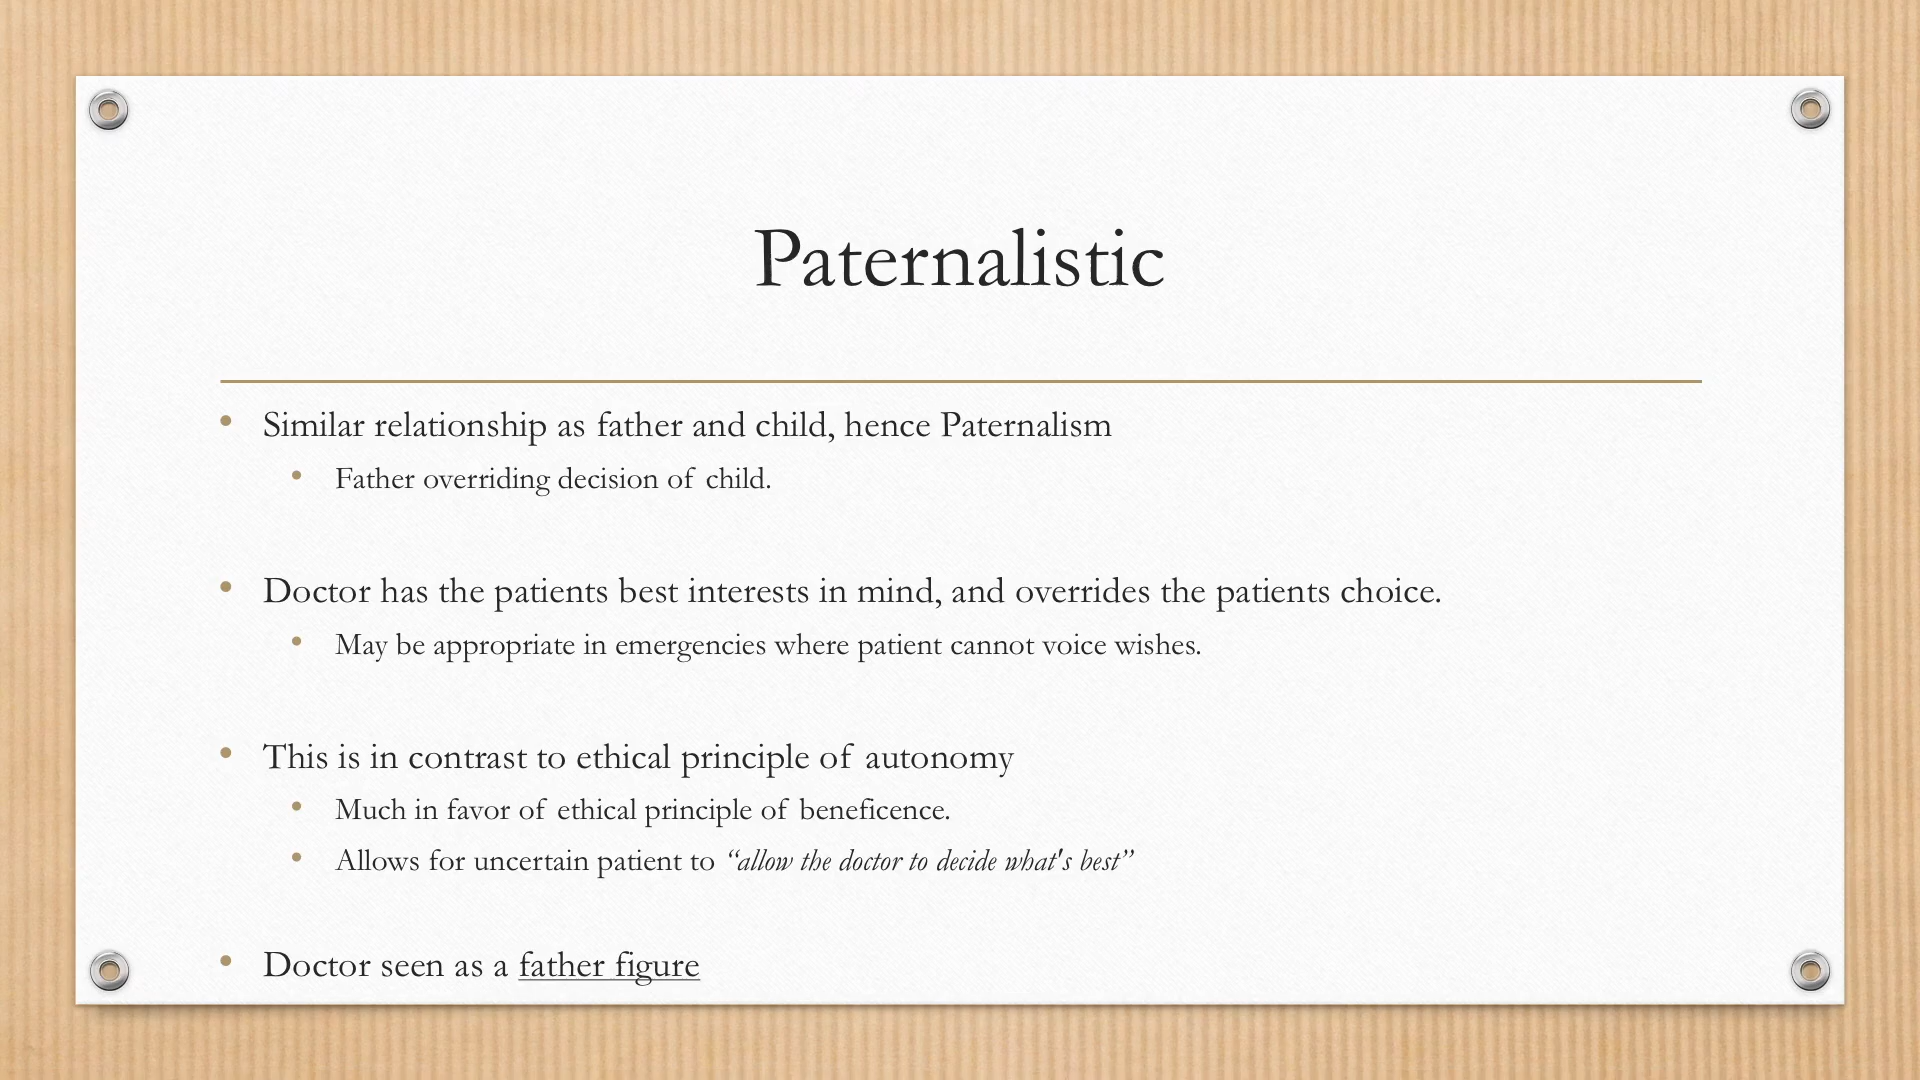 Paternalistic
• Similar relationship as father and child, hence Paternalism
• Father overriding decision of child.
• Doctor has the patients best interests in mind, and overrides the patients choice.
• May be appropriate in emergencies where patient cannot voice wishes.
• This is in contrast to ethical principle of autonomy
• Much in favor of ethical principle of beneficence.
• Allows for uncertain patient to “allow the doctor to decide what's best”
• Doctor seen as a father figure